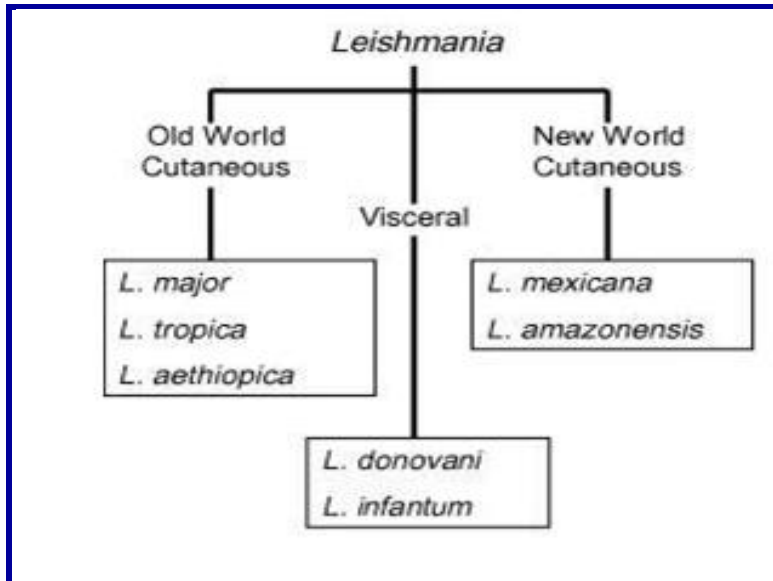 Leishmania
Old World
Cutaneous
L. major
L. tropica
L. aethiopica
Visceral
L. donovani
L. infantum
New World
Cutaneous
L. mexicana
L. amazonensis